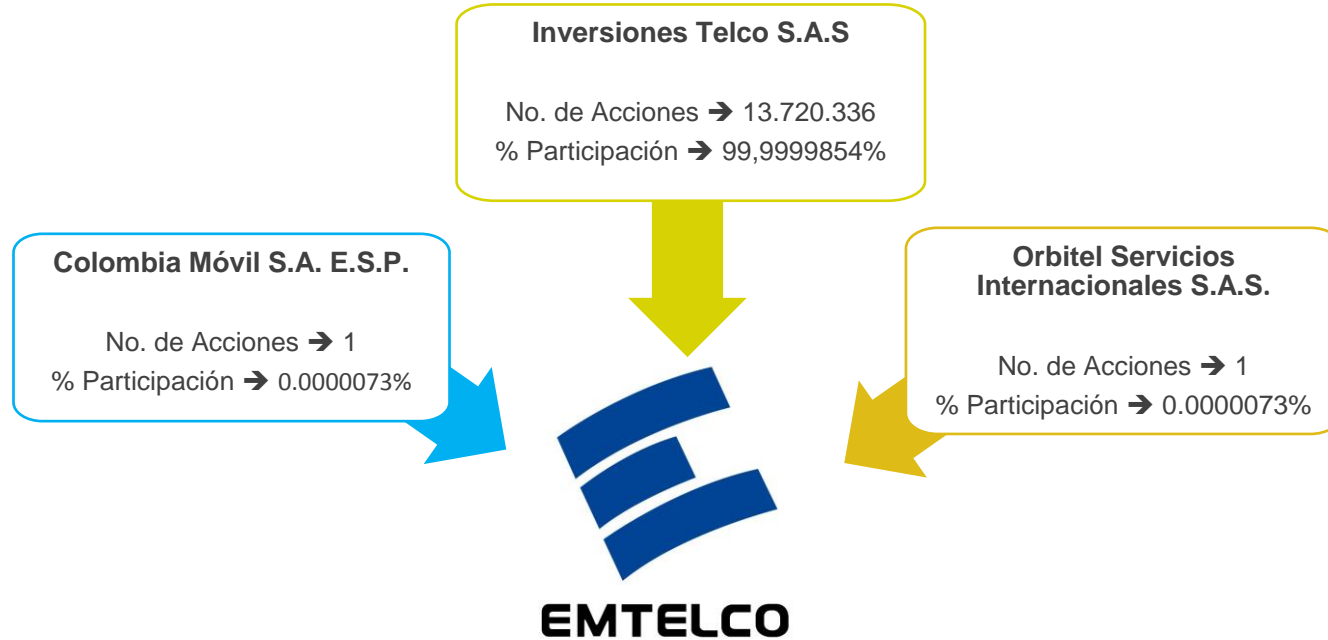 Inversiones Telco S.A.S
No. de Acciones ➔ 13.720.336
% Participación ➔ 99,9999854%
Colombia Móvil S.A. E.S.P.
No. de Acciones ➔ 1
% Participación ➔ 0.0000073%
Orbitel Servicios
Internacionales S.A.S.
No. de Acciones ➔ 1
% Participación ➔ 0.0000073%
EMTELCO